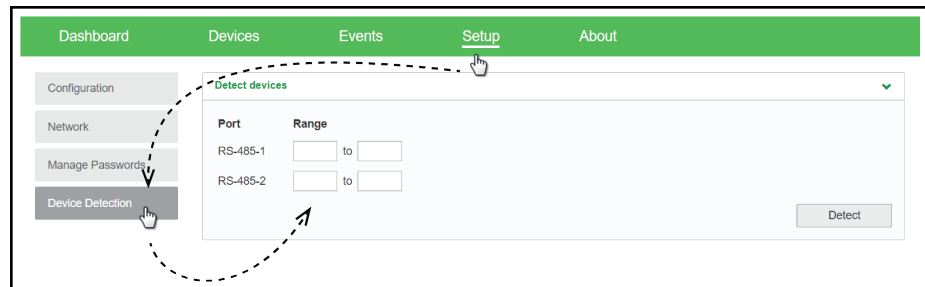 Dashboard Devices Events Setup About
Configuration
Network
Manage Passwords
Device Detection
Detect devices
Port Range
RS-485-1 to
RS-485-2 to
Detect